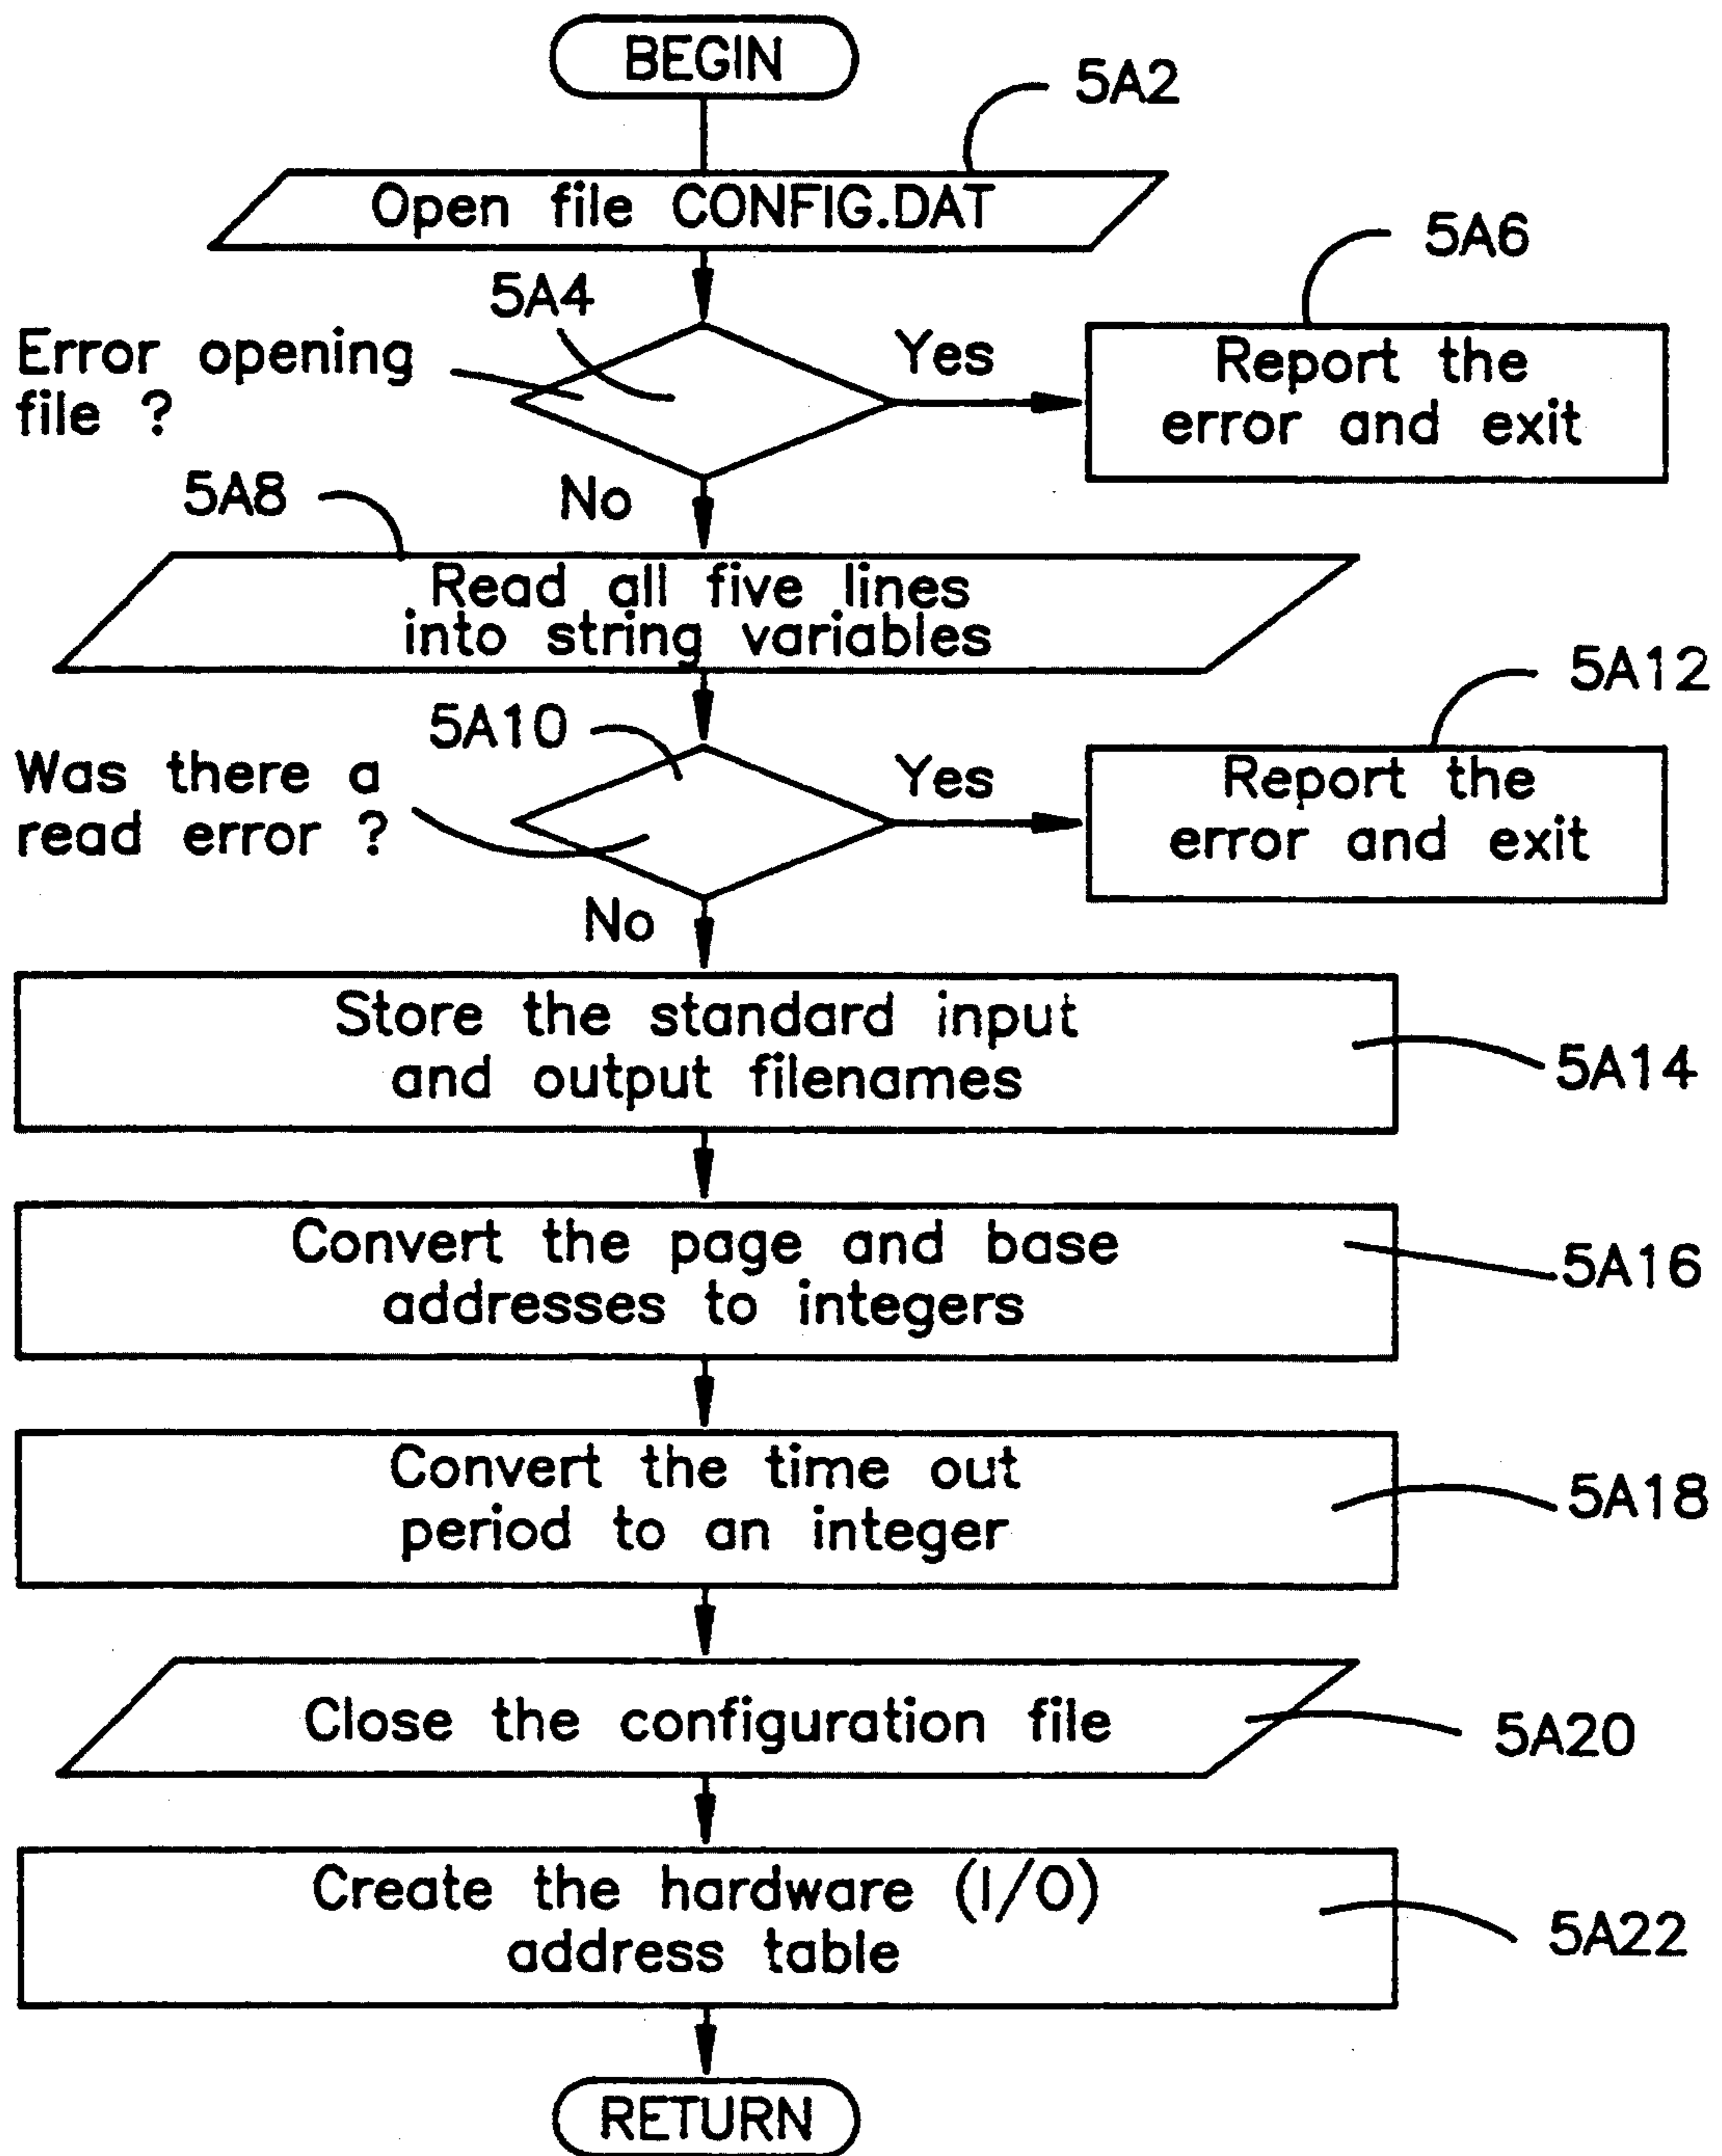 BEGIN
5A2
Open file CONFIG.DAT
5A6
5A4
Error opening
file ?
Yes
Report the
error and exit
5A8
No
Read all five lines
into string variables
5A12
5A10
Was there a
read error ?
Yes
Report the
error and exit
No
Store the standard input
and output filenames
5A14
Convert the page and base
addresses to integers
5A16
Convert the time out
period to an integer
5A18
Close the configuration file
5A20
Create the hardware (I/O)
address table
5A22
RETURN